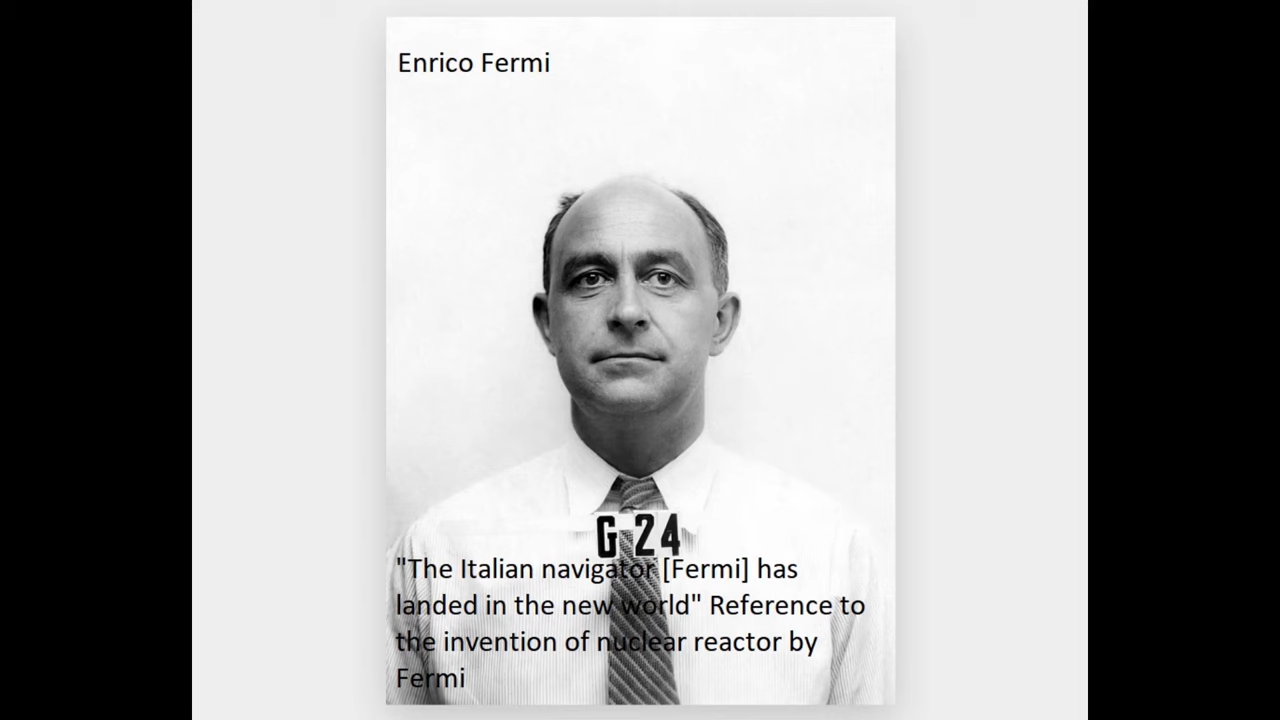 Enrico Fermi
G 24
"The Italian navigator [Fermi] has
landed in the new world" Reference to
the invention of nuclear reactor by
Fermi